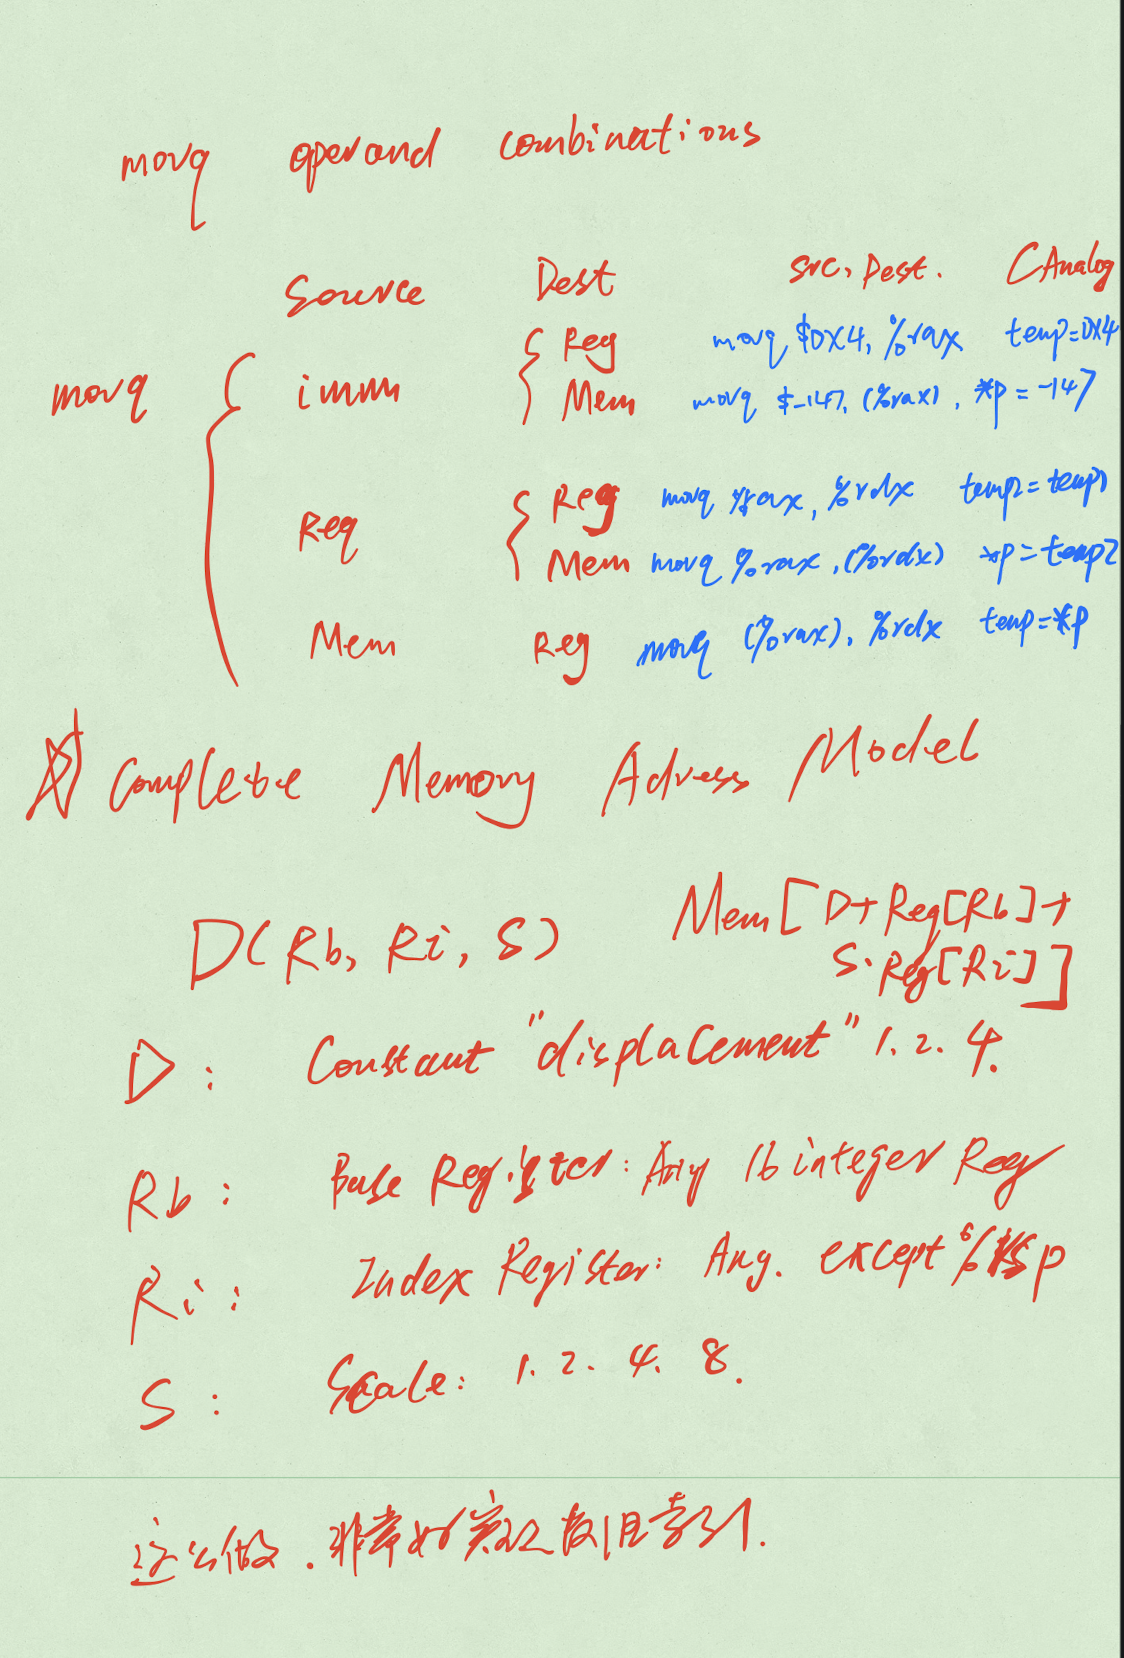 movq operand combinations
Source Dest src, Dest. C Analog
movq { imm { Reg movq $0X4, %rax temp=0X4
Mem movq $-147, (%rax), *p = -147
Reg { Reg movq %rax, %rdx temp2=temp1
Mem movq %rax, (%rdx) *p = temp2
Mem Reg movq (%rax), %rdx temp=*p
Complete Memory Adress Model
D(Rb, Ri, S) Mem[D+Reg[Rb]+
S·Reg[Ri]]
D: Constant "displacement" 1. 2. 4.
Rb: Base Register: Any 16 integer Reg
Ri: Index Register: Any. except %rsp
S: Scale: 1. 2. 4. 8.
这么做. 非常好实现数组索引.